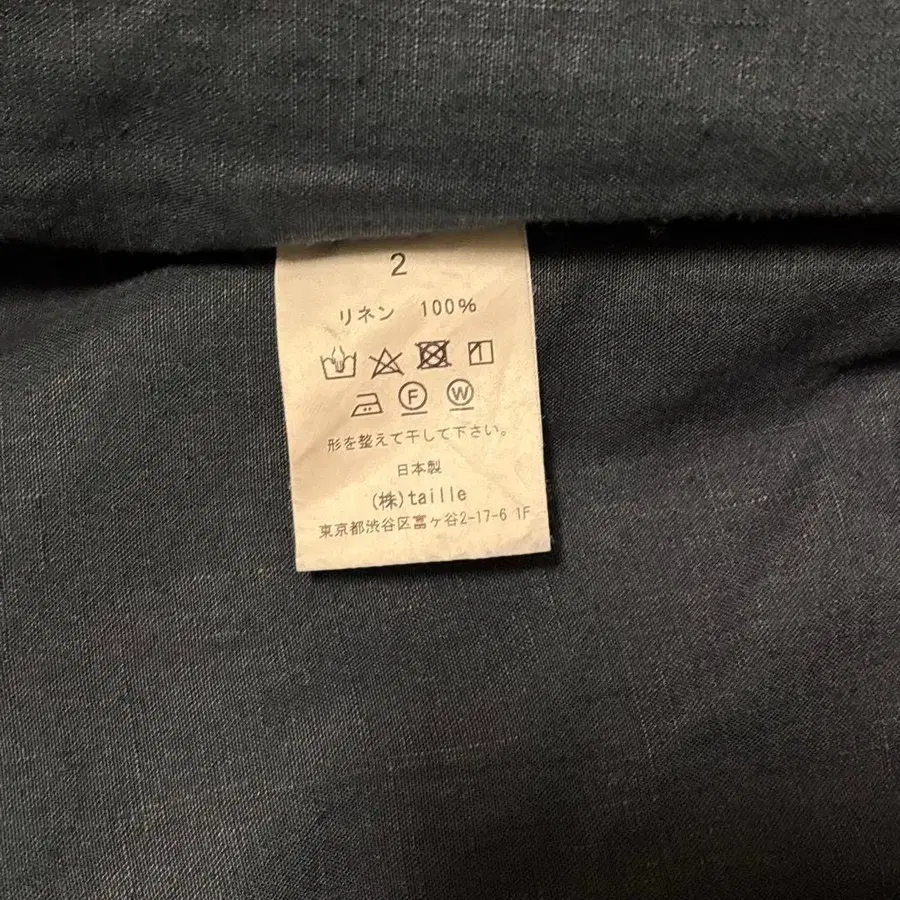 2
リネン 100%
F W
形を整えて干して下さい。
日本製
(株)taille
東京都渋谷区富ヶ谷2-17-6 1F